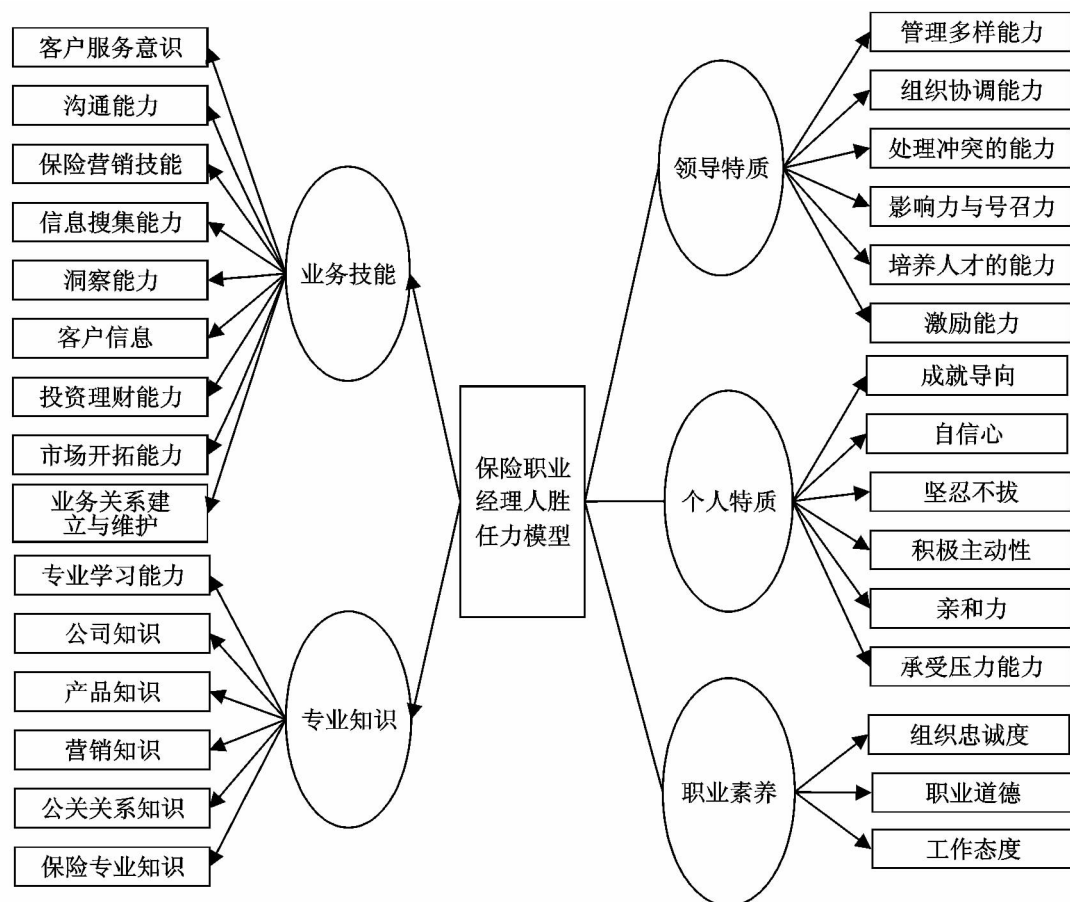 客户服务意识
沟通能力
保险营销技能
信息搜集能力
洞察能力
客户信息
投资理财能力
市场开拓能力
业务关系建
立与维护
业务技能
专业学习能力
公司知识
产品知识
营销知识
公关关系知识
保险专业知识
专业知识
保险职业
经理人胜
任力模型
领导特质
管理多样能力
组织协调能力
处理冲突的能力
影响力与号召力
培养人才的能力
激励能力
个人特质
成就导向
自信心
坚忍不拔
积极主动性
亲和力
承受压力能力
职业素养
组织忠诚度
职业道德
工作态度